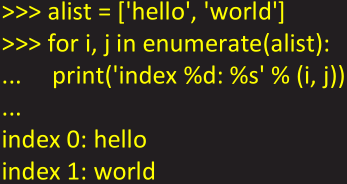 >>> alist = ['hello', 'world']
>>> for i, j in enumerate(alist):
...     print('index %d: %s' % (i, j))
...
index 0: hello
index 1: world